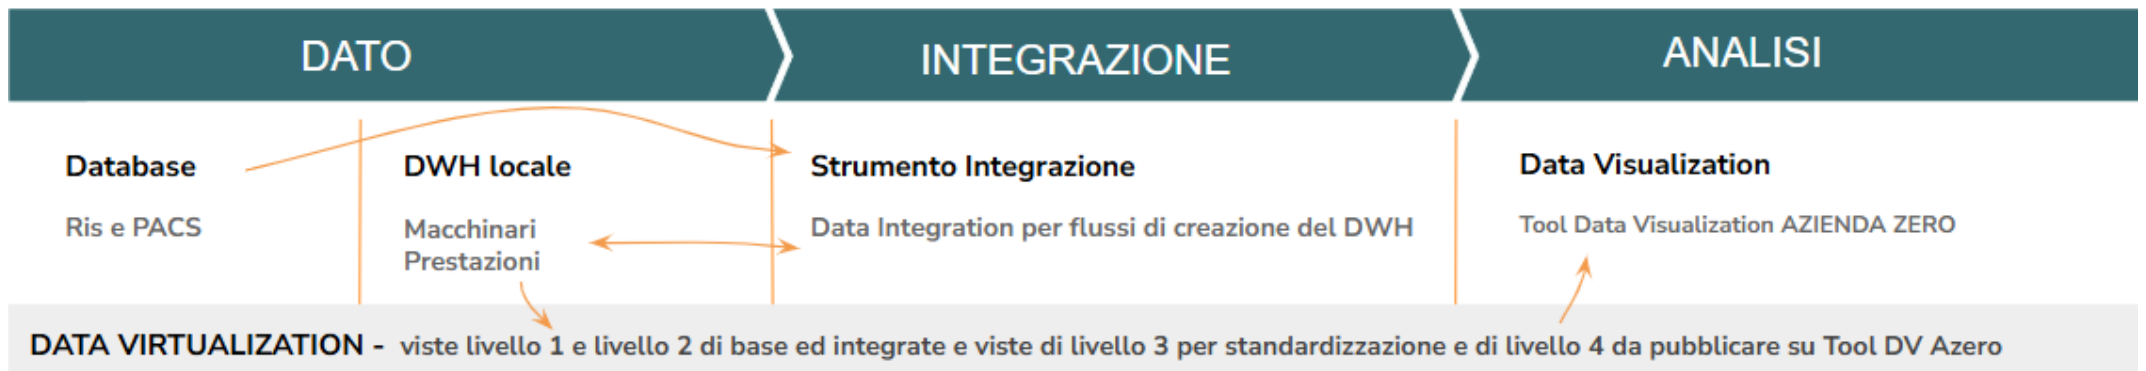 DATO
INTEGRAZIONE
ANALISI
Database
Ris e PACS
DWH locale
Macchinari
Prestazioni
Strumento Integrazione
Data Integration per flussi di creazione del DWH
Data Visualization
Tool Data Visualization AZIENDA ZERO
DATA VIRTUALIZATION - viste livello 1 e livello 2 di base ed integrate e viste di livello 3 per standardizzazione e di livello 4 da pubblicare su Tool DV Azero